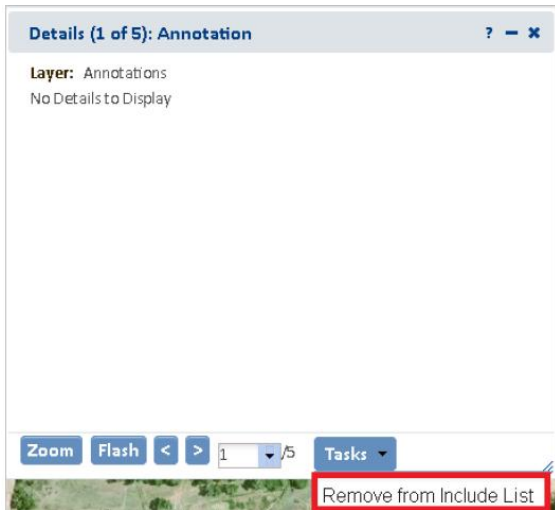 Details (1 of 5): Annotation ? – ×
Layer: Annotations
No Details to Display
Zoom Flash < > 1 /5 Tasks
Remove from Include List